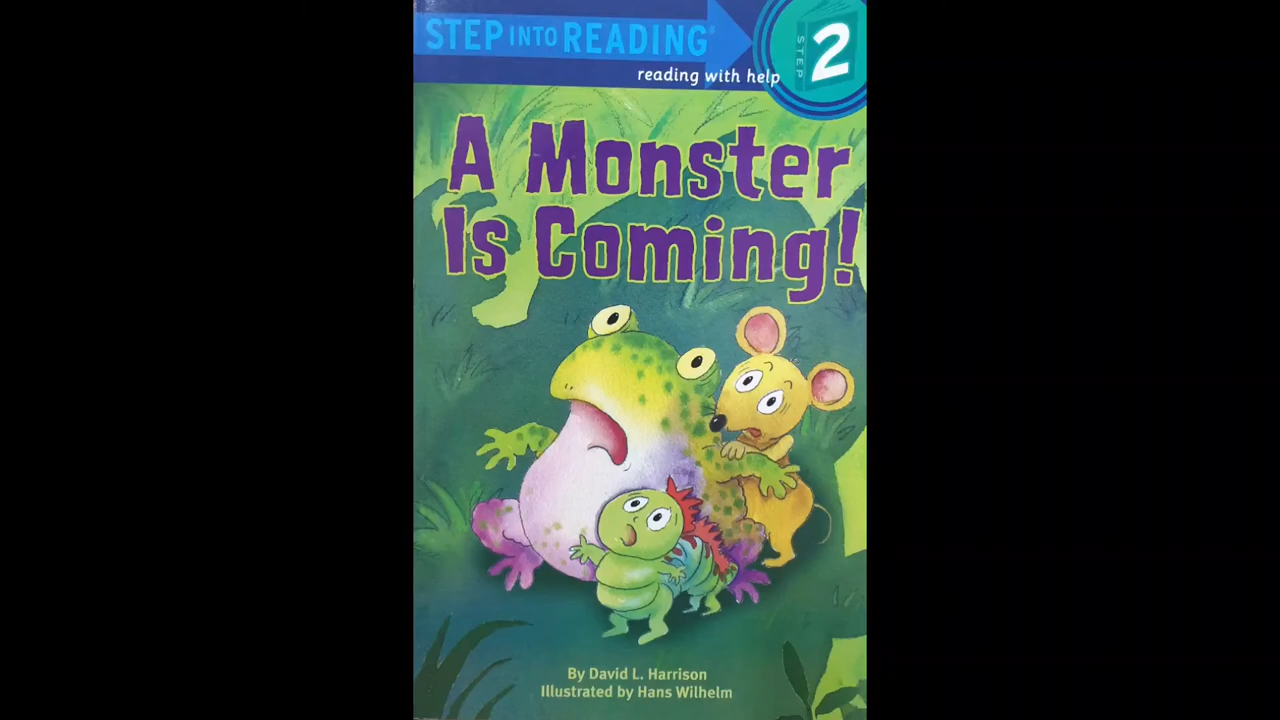 STEP INTO READING®
reading with help
STEP 2
A Monster
Is Coming!
By David L. Harrison
Illustrated by Hans Wilhelm